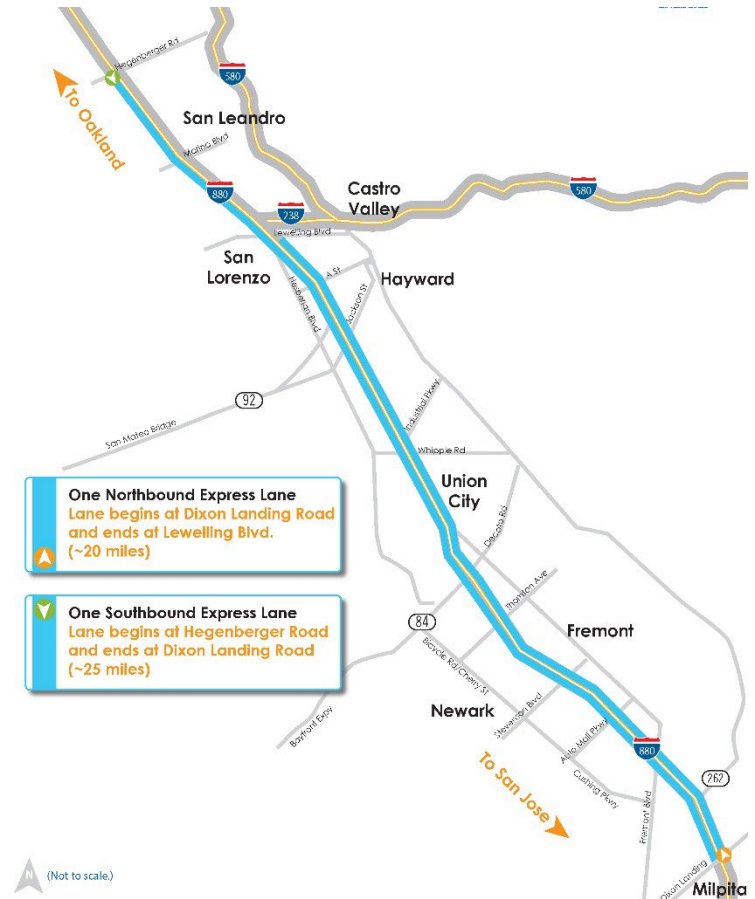 Hegenberger Rd
580
To Oakland
San Leandro
Marina Blvd
880
Castro
Valley
580
238
Lewelling Blvd
San
Lorenzo
A St
Hayward
Hesperian Blvd
Jackson St
92
San Mateo Bridge
Industrial Pkwy
Whipple Rd
Union
City
Decoto Rd
One Northbound Express Lane
Lane begins at Dixon Landing Road
and ends at Lewelling Blvd.
(~20 miles)
One Southbound Express Lane
Lane begins at Hegenberger Road
and ends at Dixon Landing Road
(~25 miles)
Thornton Ave
84
Fremont
Bicycle Rd/Cherry St
Newark
Stevenson Blvd
Bayfront Expy
Auto Mall Pkwy
880
To San Jose
Cushing Pkwy
262
Fremont Blvd
Dixon Landing
Milpita
N
(Not to scale.)